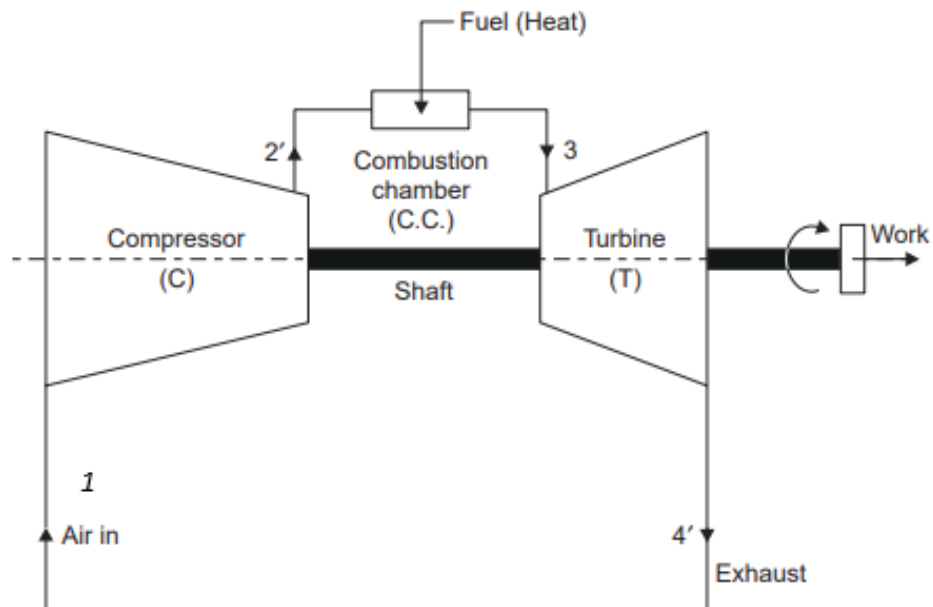 Fuel (Heat)
2′
3
Combustion
chamber
(C.C.)
Compressor
(C)
Turbine
(T)
Work
Shaft
1
Air in
4′
Exhaust